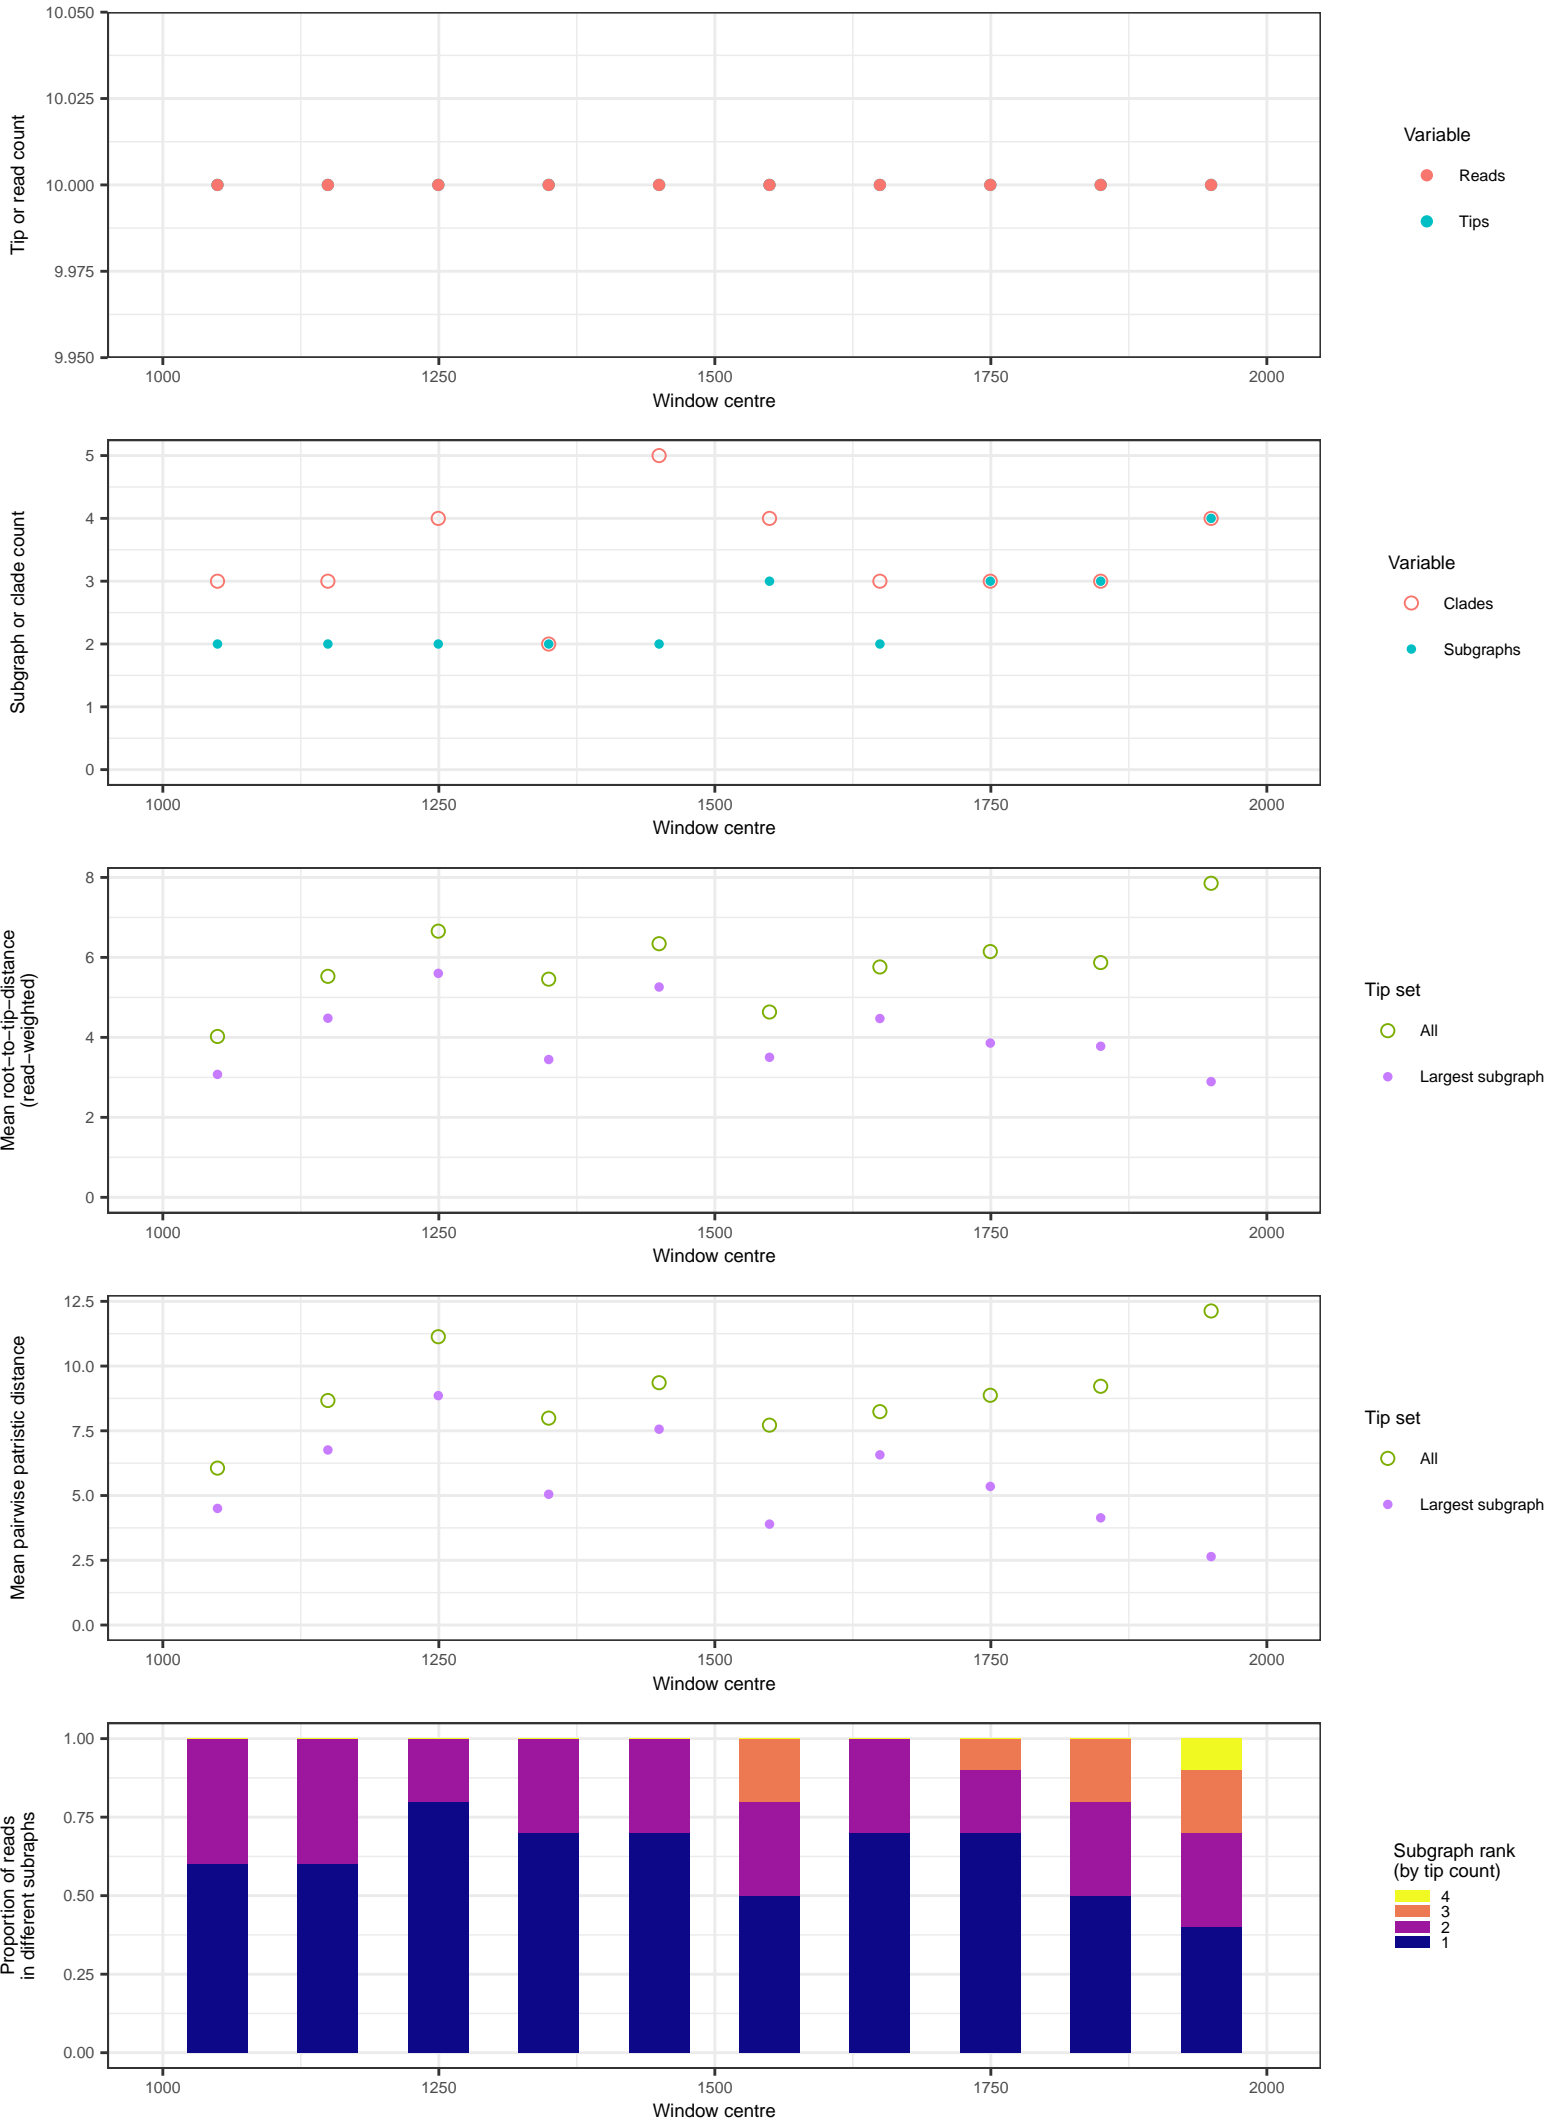 10.050
10.025
10.000
9.975
9.950
Tip or read count
1000 1250 1500 1750 2000
Window centre
Variable
Reads
Tips
5
4
3
2
1
0
Subgraph or clade count
1000 1250 1500 1750 2000
Window centre
Variable
Clades
Subgraphs
8
6
4
2
0
Mean root−to−tip−distance
(read−weighted)
1000 1250 1500 1750 2000
Window centre
Tip set
All
Largest subgraph
12.5
10.0
7.5
5.0
2.5
0.0
Mean pairwise patristic distance
1000 1250 1500 1750 2000
Window centre
Tip set
All
Largest subgraph
1.00
0.75
0.50
0.25
0.00
Proportion of reads
in different subraphs
1000 1250 1500 1750 2000
Window centre
Subgraph rank
(by tip count)
4
3
2
1